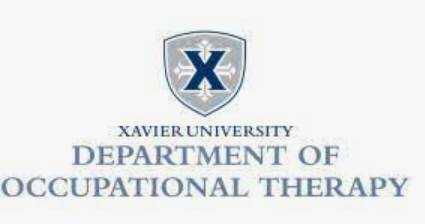 X
XAVIER UNIVERSITY
DEPARTMENT OF
OCCUPATIONAL THERAPY